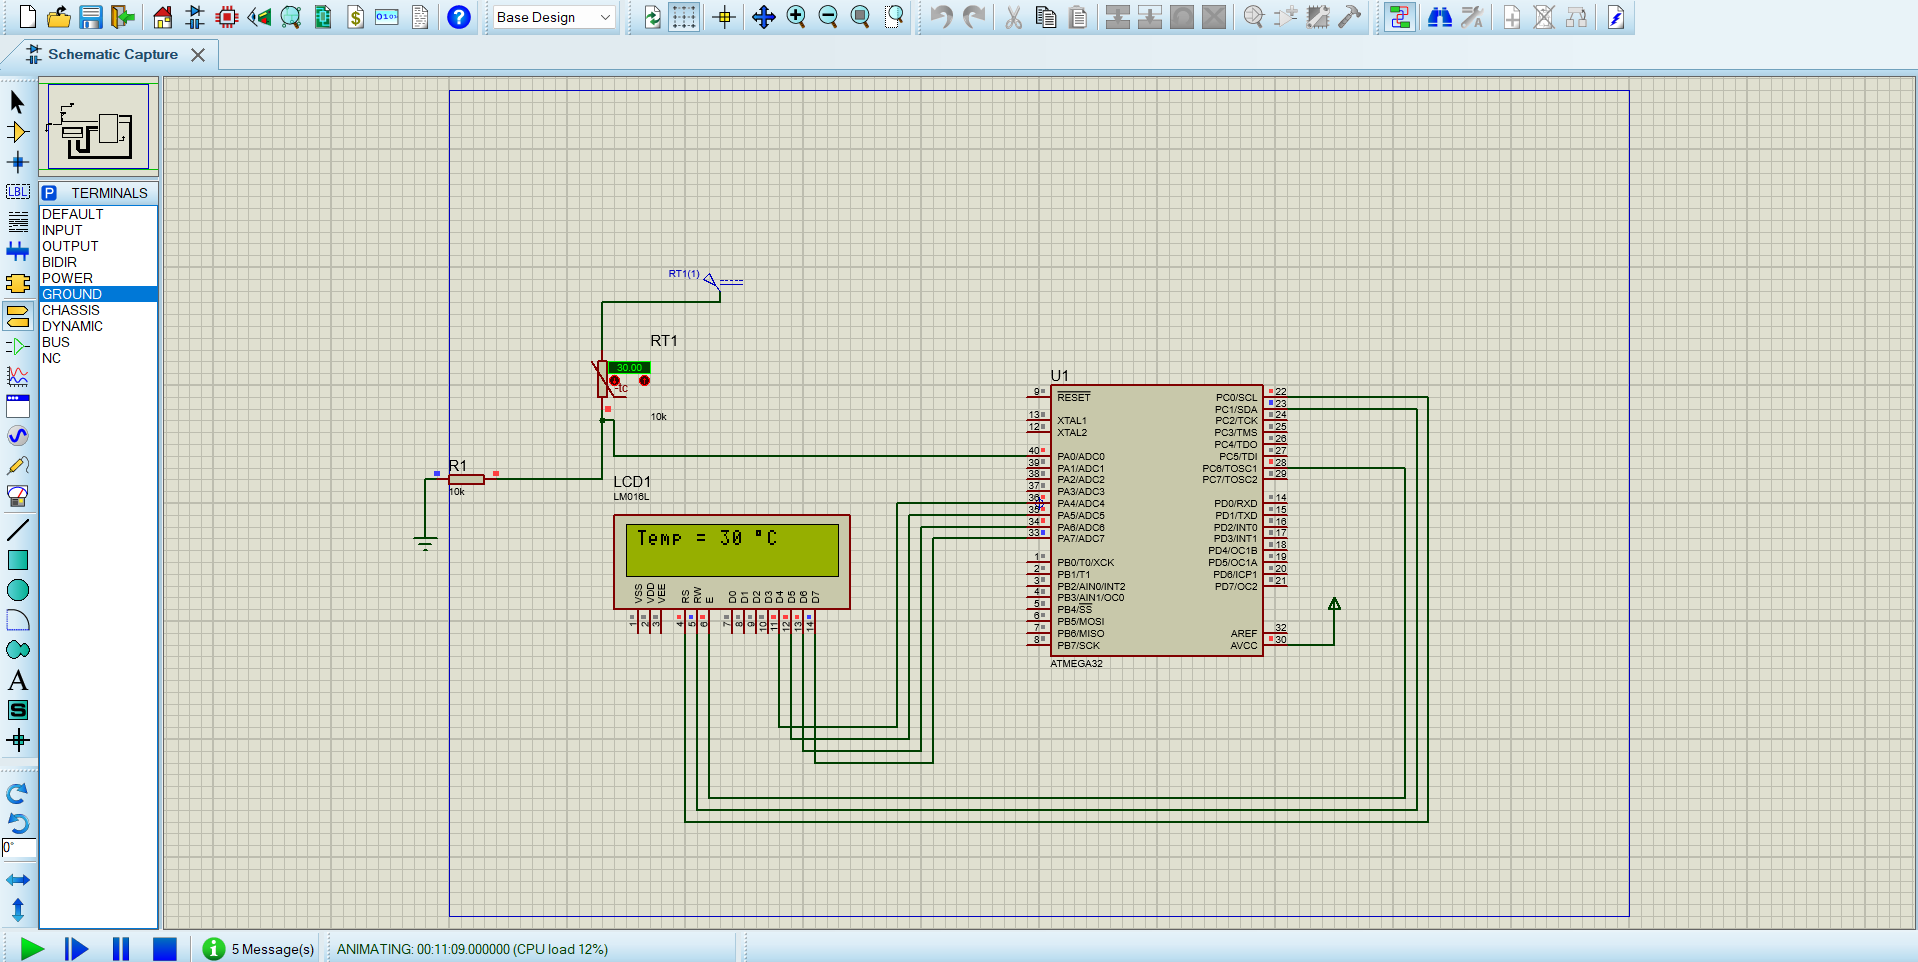 Base Design
Schematic Capture
LBL
P TERMINALS
DEFAULT
INPUT
OUTPUT
BIDIR
POWER
GROUND
CHASSIS
DYNAMIC
BUS
NC
A
S
0°
RT1(1)
RT1
30.00
-tc
10k
R1
10k
LCD1
LM016L
Temp = 30 °C
VSS
VDD
VEE
RS
RW
E
D0
D1
D2
D3
D4
D5
D6
D7
1
2
3
4
5
6
7
8
9
10
11
12
13
14
U1
9 RESET
13 XTAL1
12 XTAL2
40 PA0/ADC0
39 PA1/ADC1
38 PA2/ADC2
37 PA3/ADC3
36 PA4/ADC4
35 PA5/ADC5
34 PA6/ADC6
33 PA7/ADC7
1 PB0/T0/XCK
2 PB1/T1
3 PB2/AIN0/INT2
4 PB3/AIN1/OC0
5 PB4/SS
6 PB5/MOSI
7 PB6/MISO
8 PB7/SCK
PC0/SCL 22
PC1/SDA 23
PC2/TCK 24
PC3/TMS 25
PC4/TDO 26
PC5/TDI 27
PC6/TOSC1 28
PC7/TOSC2 29
PD0/RXD 14
PD1/TXD 15
PD2/INT0 16
PD3/INT1 17
PD4/OC1B 18
PD5/OC1A 19
PD6/ICP1 20
PD7/OC2 21
AREF 32
AVCC 30
ATMEGA32
5 Message(s)
ANIMATING: 00:11:09.000000 (CPU load 12%)